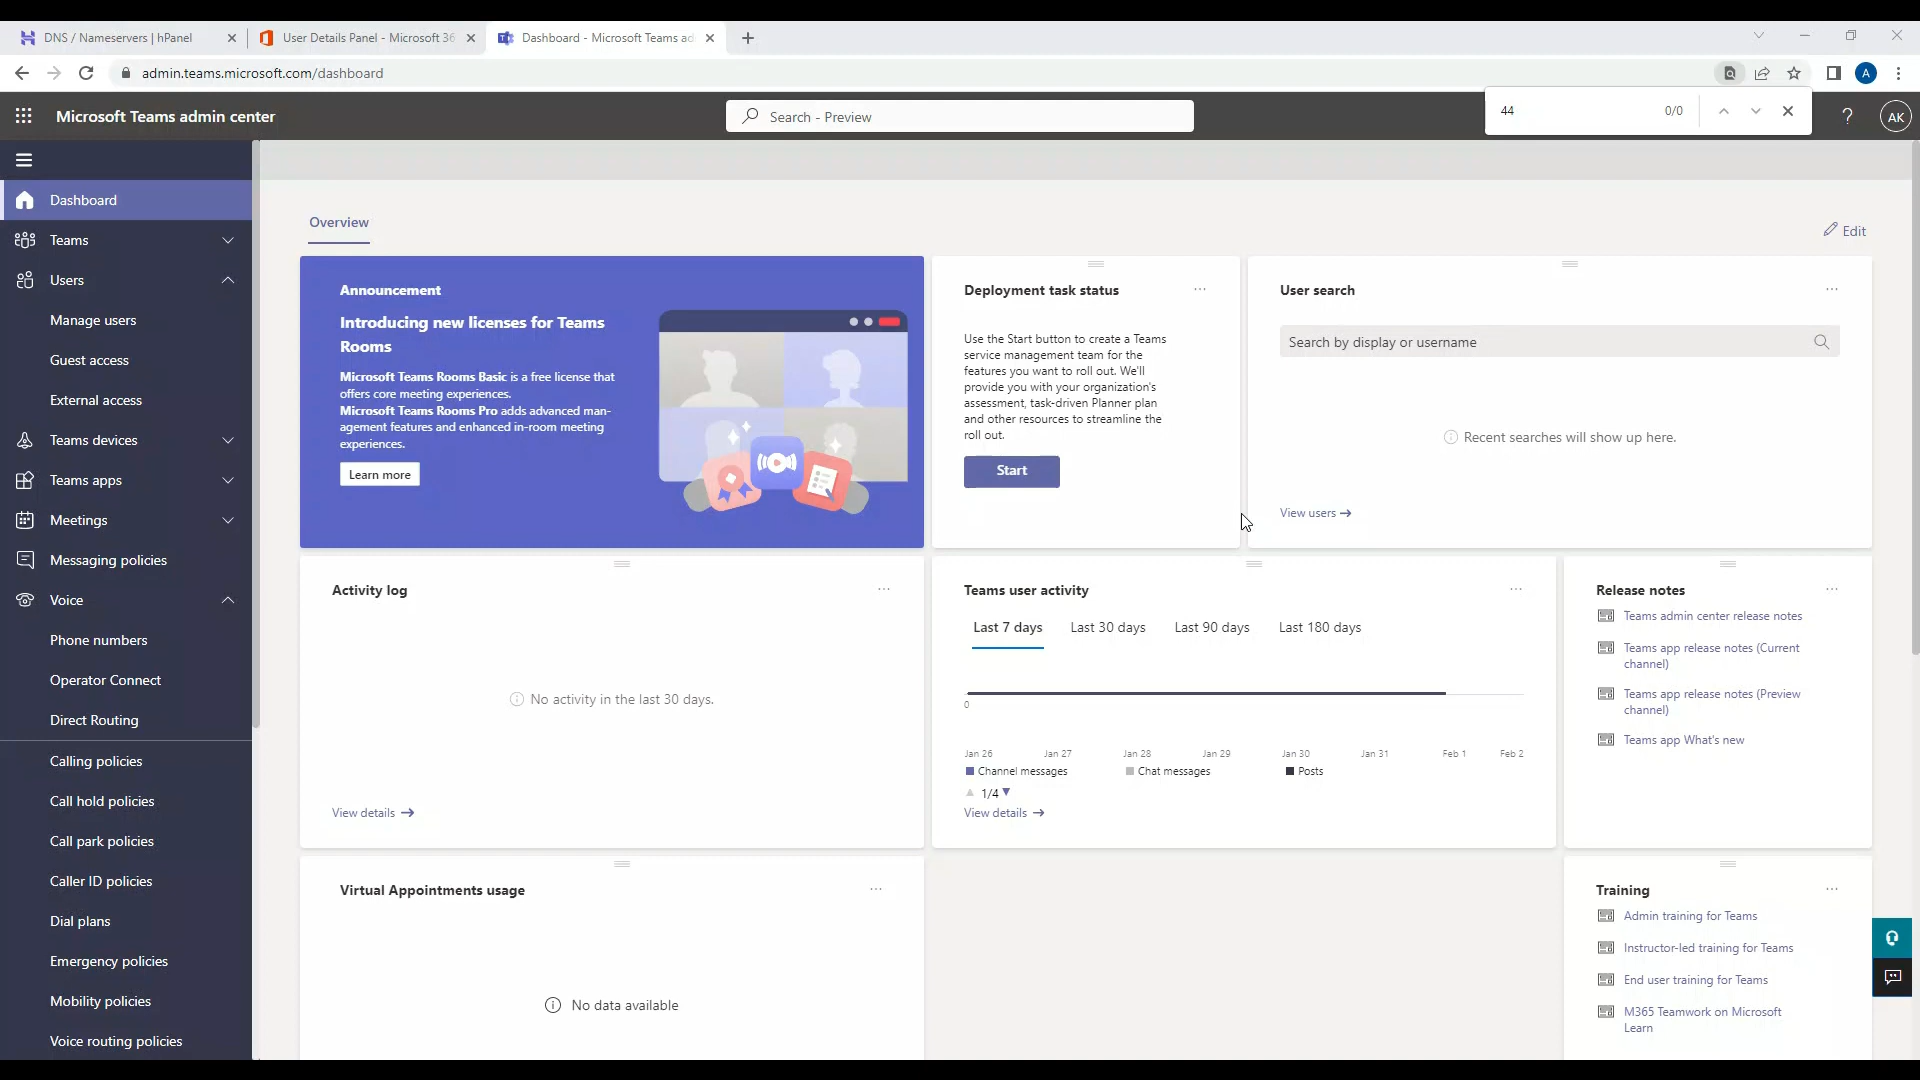 DNS / Nameservers | hPanel
User Details Panel - Microsoft 36
Dashboard - Microsoft Teams ad
admin.teams.microsoft.com/dashboard
A
Microsoft Teams admin center
Search - Preview
44
0/0
?
AK
Dashboard
Teams
Users
Manage users
Guest access
External access
Teams devices
Teams apps
Meetings
Messaging policies
Voice
Phone numbers
Operator Connect
Direct Routing
Calling policies
Call hold policies
Call park policies
Caller ID policies
Dial plans
Emergency policies
Mobility policies
Voice routing policies
Overview
Edit
Announcement
Introducing new licenses for Teams
Rooms
Microsoft Teams Rooms Basic is a free license that
offers core meeting experiences.
Microsoft Teams Rooms Pro adds advanced man-
agement features and enhanced in-room meeting
experiences.
Learn more
Deployment task status
Use the Start button to create a Teams
service management team for the
features you want to roll out. We'll
provide you with your organization's
assessment, task-driven Planner plan
and other resources to streamline the
roll out.
Start
User search
Search by display or username
Recent searches will show up here.
View users
Activity log
No activity in the last 30 days.
View details
Teams user activity
Last 7 days Last 30 days Last 90 days Last 180 days
0
Jan 26 Jan 27 Jan 28 Jan 29 Jan 30 Jan 31 Feb 1 Feb 2
Channel messages Chat messages Posts
1/4
View details
Release notes
Teams admin center release notes
Teams app release notes (Current
channel)
Teams app release notes (Preview
channel)
Teams app What's new
Virtual Appointments usage
No data available
Training
Admin training for Teams
Instructor-led training for Teams
End user training for Teams
M365 Teamwork on Microsoft
Learn